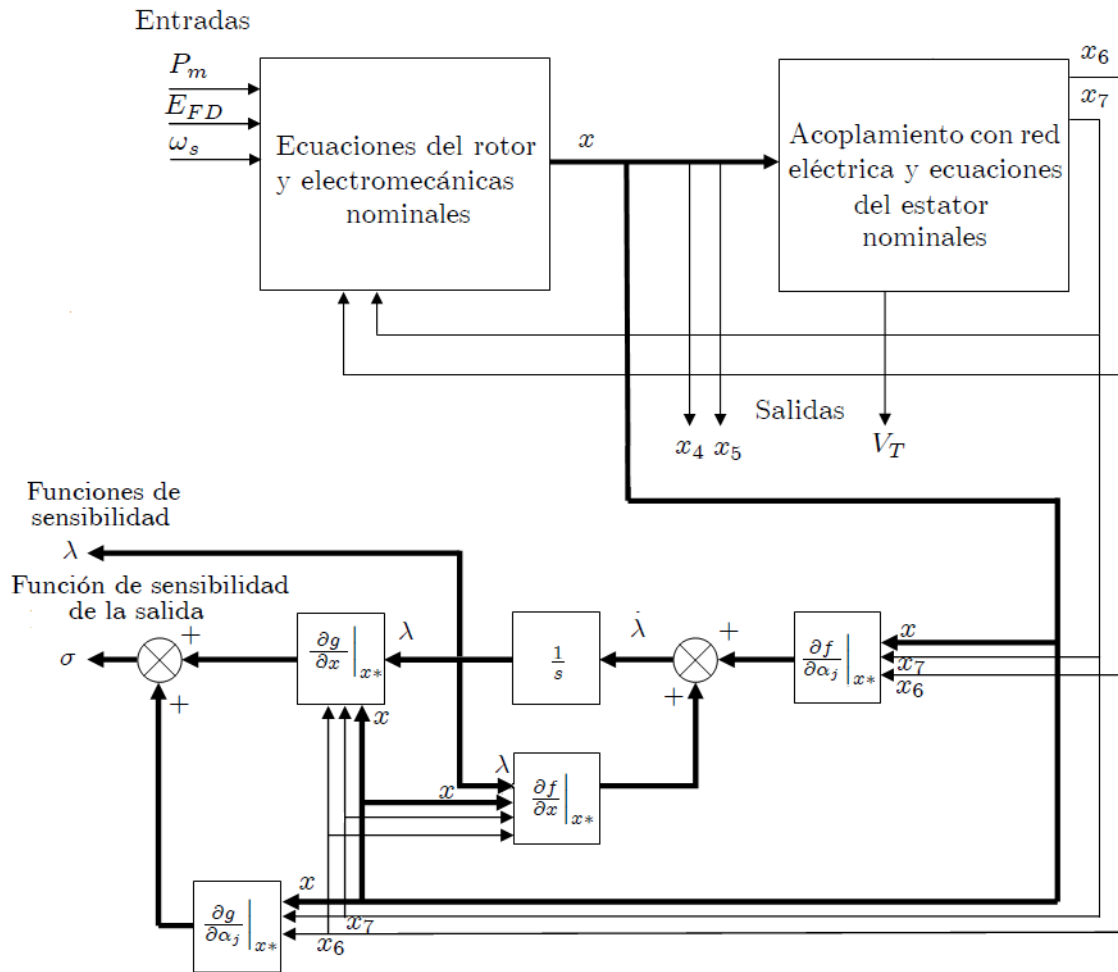 Entradas
P_m
E_{FD}
ω_s
Ecuaciones del rotor
y electromecánicas
nominales
x
Acoplamiento con red
eléctrica y ecuaciones
del estator
nominales
x_6
x_7
Salidas
x_4
x_5
V_T
Funciones de
sensibilidad
λ
Función de sensibilidad
de la salida
σ
+
+
∂g/∂x |_{x*}
λ
1/s
λ̇
+
+
∂f/∂α_j |_{x*}
x
x_7
x_6
x
λ
x
∂f/∂x |_{x*}
x
∂g/∂α_j |_{x*}
x_7
x_6